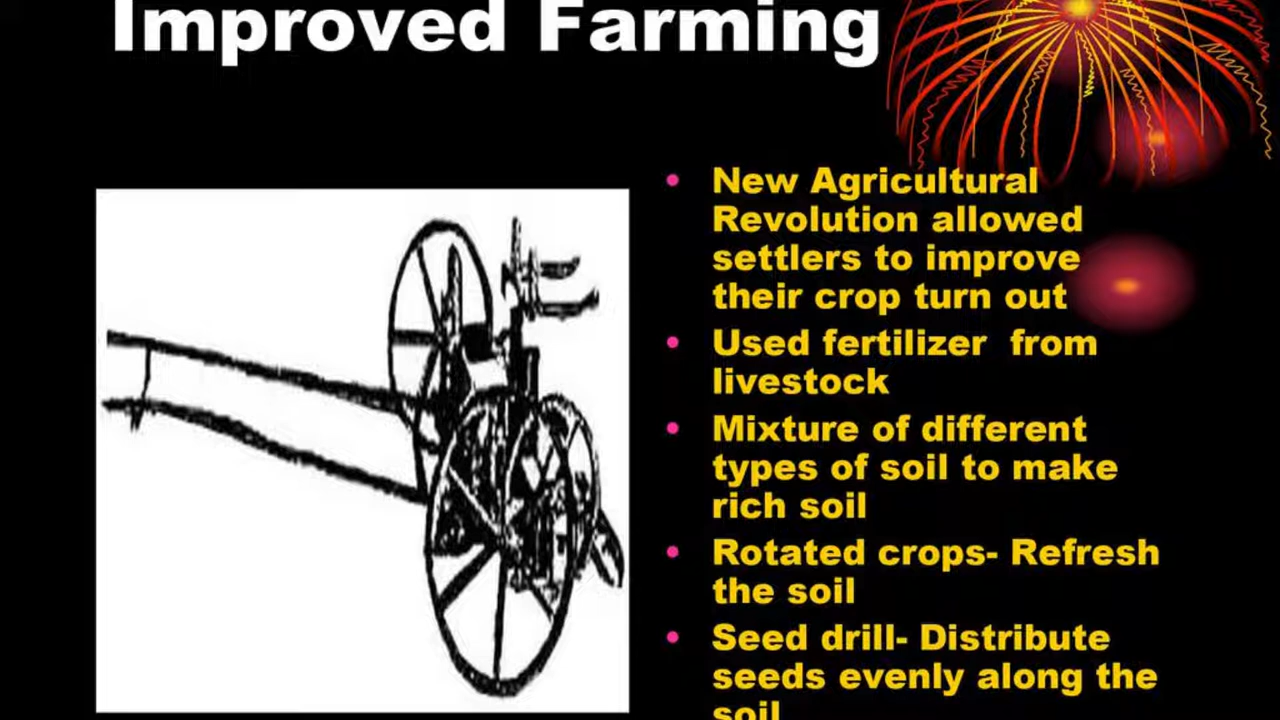 Improved Farming
• New Agricultural
Revolution allowed
settlers to improve
their crop turn out
• Used fertilizer  from
livestock
• Mixture of different
types of soil to make
rich soil
• Rotated crops- Refresh
the soil
• Seed drill- Distribute
seeds evenly along the
soil